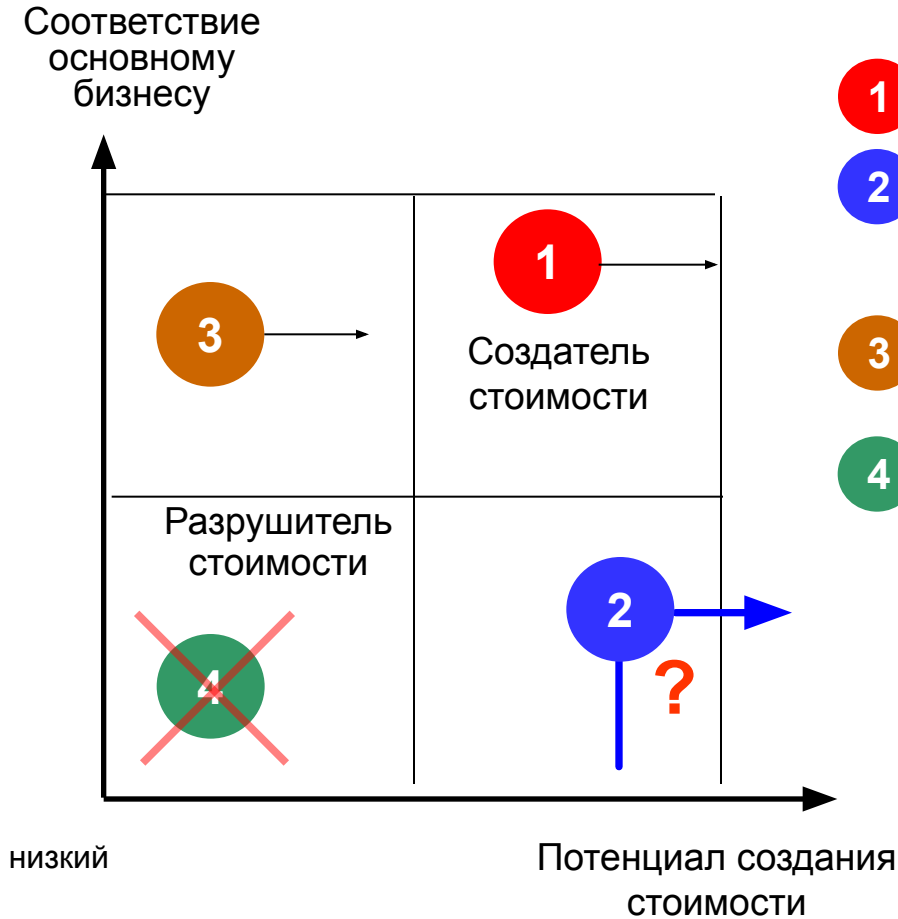 Соответствие
основному
бизнесу
1
2
3
4
1
3
Создатель
стоимости
Разрушитель
стоимости
2
?
4
низкий
Потенциал создания
стоимости